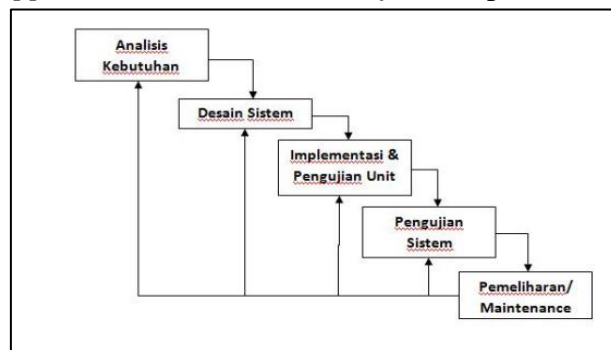 Analisis
Kebutuhan
Desain Sistem
Implementasi &
Pengujian Unit
Pengujian
Sistem
Pemeliharan/
Maintenance